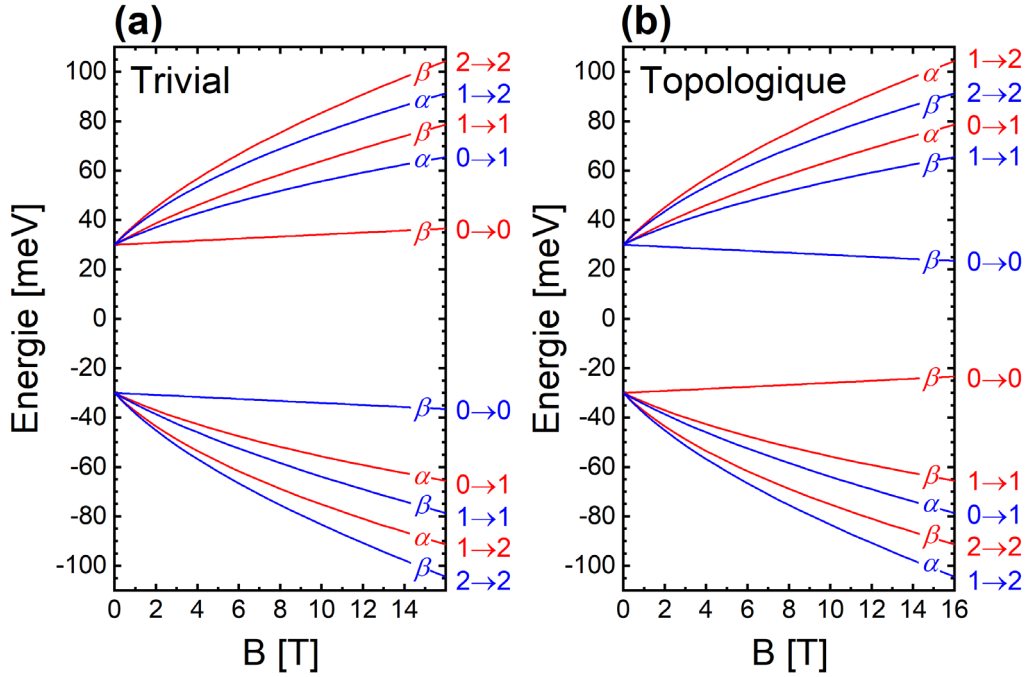 (a)
Trivial
Energie [meV]
100
80
60
40
20
0
-20
-40
-60
-80
-100
β 2→2
α 1→2
β 1→1
α 0→1
β 0→0
β 0→0
α 0→1
β 1→1
α 1→2
β 2→2
0 2 4 6 8 10 12 14
B [T]
(b)
Topologique
Energie [meV]
100
80
60
40
20
0
-20
-40
-60
-80
-100
α 1→2
β 2→2
α 0→1
β 1→1
β 0→0
β 0→0
β 1→1
α 0→1
β 2→2
α 1→2
0 2 4 6 8 10 12 14 16
B [T]